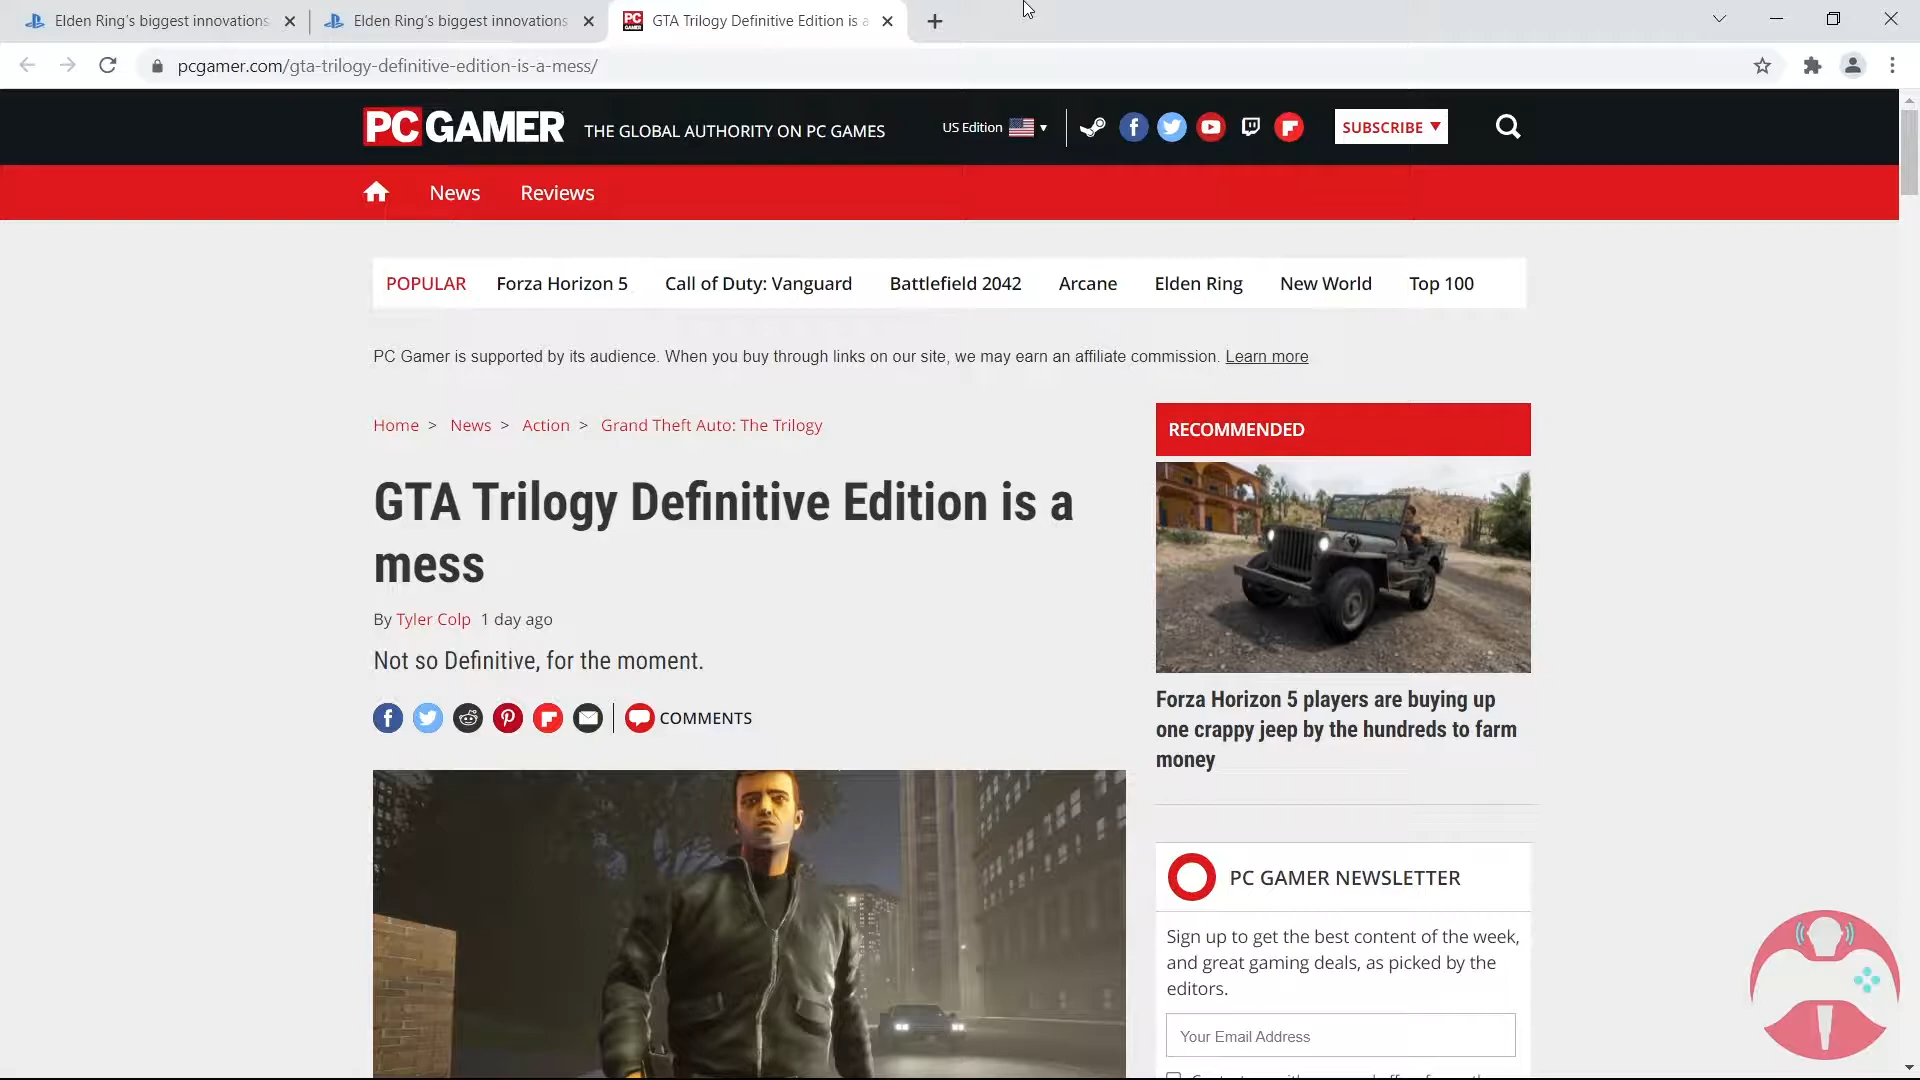 Elden Ring's biggest innovations
Elden Ring's biggest innovations
GTA Trilogy Definitive Edition is a
pcgamer.com/gta-trilogy-definitive-edition-is-a-mess/
PC GAMER THE GLOBAL AUTHORITY ON PC GAMES
US Edition
SUBSCRIBE
News Reviews
POPULAR Forza Horizon 5 Call of Duty: Vanguard Battlefield 2042 Arcane Elden Ring New World Top 100
PC Gamer is supported by its audience. When you buy through links on our site, we may earn an affiliate commission. Learn more
Home > News > Action > Grand Theft Auto: The Trilogy
GTA Trilogy Definitive Edition is a
mess
By Tyler Colp 1 day ago
Not so Definitive, for the moment.
COMMENTS
RECOMMENDED
Forza Horizon 5 players are buying up
one crappy jeep by the hundreds to farm
money
PC GAMER NEWSLETTER
Sign up to get the best content of the week,
and great gaming deals, as picked by the
editors.
Your Email Address